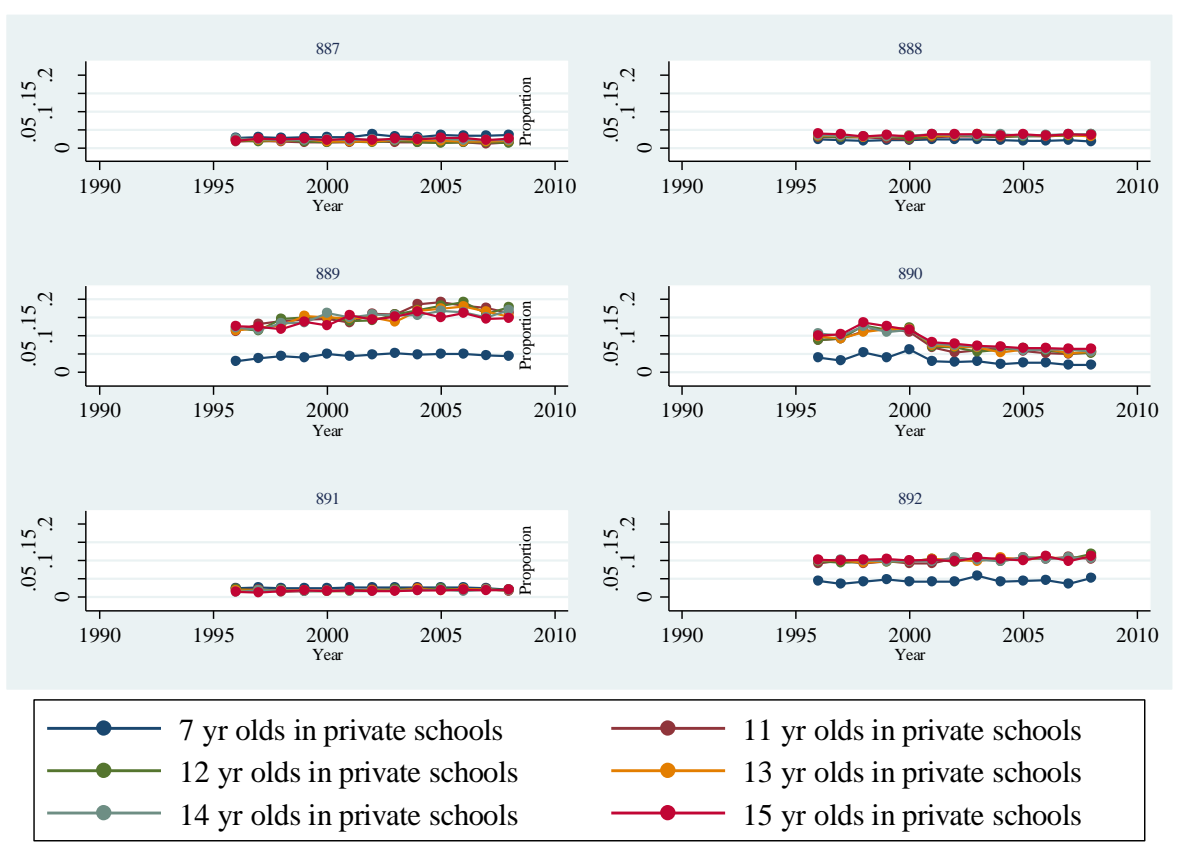 887
888
0 .05 .1 .15 .2
Proportion
0 .05 .1 .15 .2
1990 1995 2000 2005 2010
1990 1995 2000 2005 2010
Year
Year
889
890
0 .05 .1 .15 .2
Proportion
0 .05 .1 .15 .2
1990 1995 2000 2005 2010
1990 1995 2000 2005 2010
Year
Year
891
892
0 .05 .1 .15 .2
Proportion
0 .05 .1 .15 .2
1990 1995 2000 2005 2010
1990 1995 2000 2005 2010
Year
Year
7 yr olds in private schools
11 yr olds in private schools
12 yr olds in private schools
13 yr olds in private schools
14 yr olds in private schools
15 yr olds in private schools